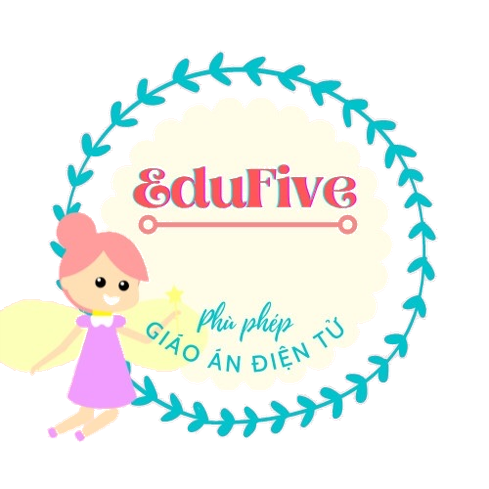 EduFive
Phù phép
GIÁO ÁN ĐIỆN TỬ